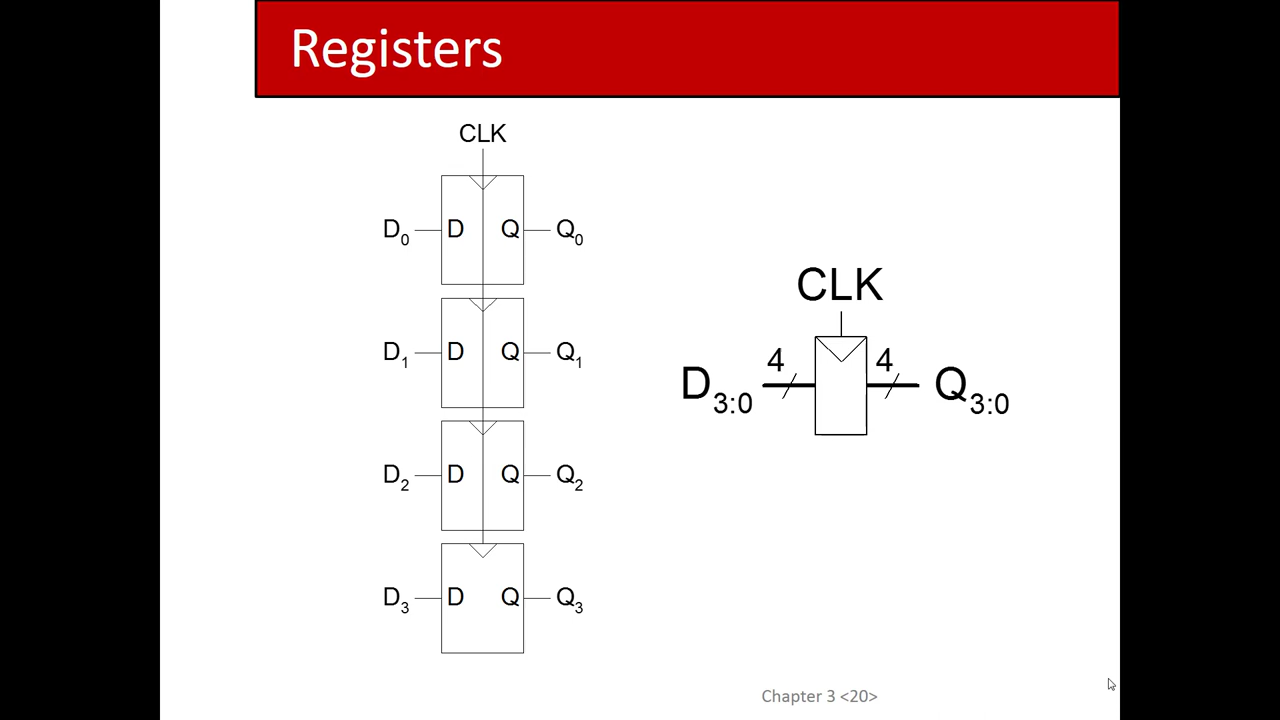 Registers
CLK
D0 D Q Q0
D1 D Q Q1
D2 D Q Q2
D3 D Q Q3
CLK
4 4
D3:0 Q3:0
Chapter 3 <20>